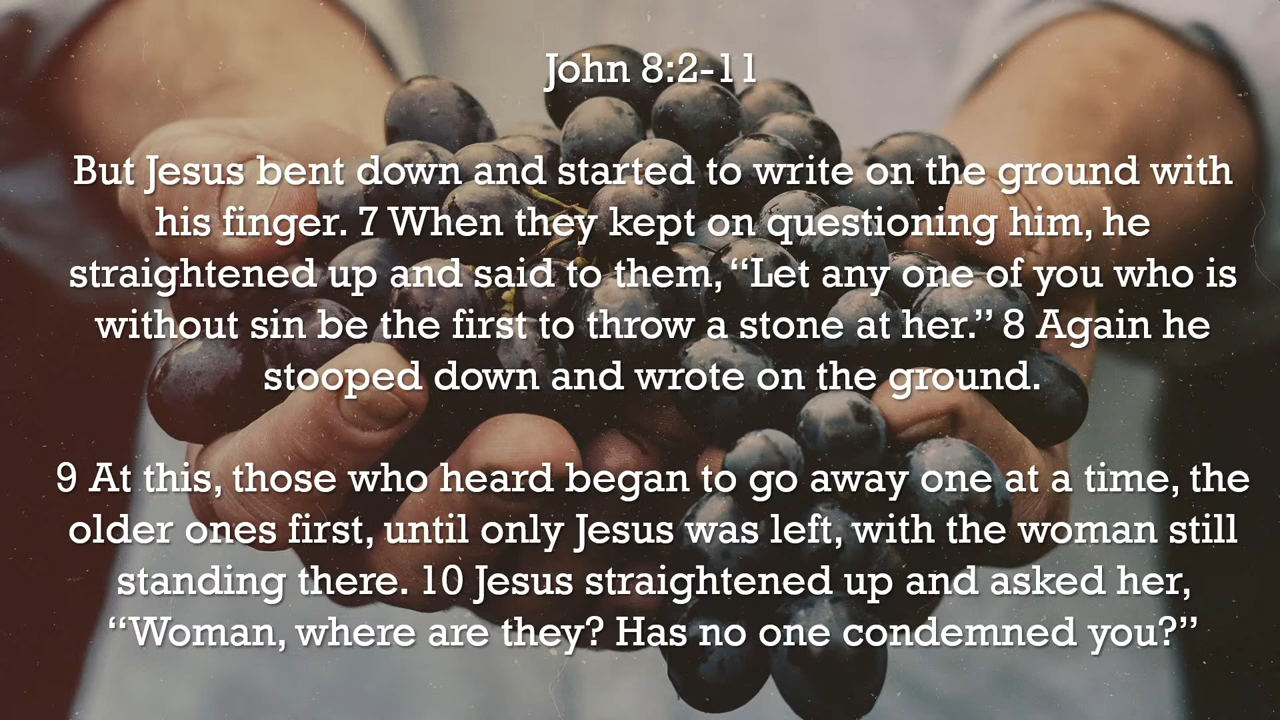 John 8:2-11
But Jesus bent down and started to write on the ground with
his finger. 7 When they kept on questioning him, he
straightened up and said to them, “Let any one of you who is
without sin be the first to throw a stone at her.” 8 Again he
stooped down and wrote on the ground.
9 At this, those who heard began to go away one at a time, the
older ones first, until only Jesus was left, with the woman still
standing there. 10 Jesus straightened up and asked her,
“Woman, where are they? Has no one condemned you?”